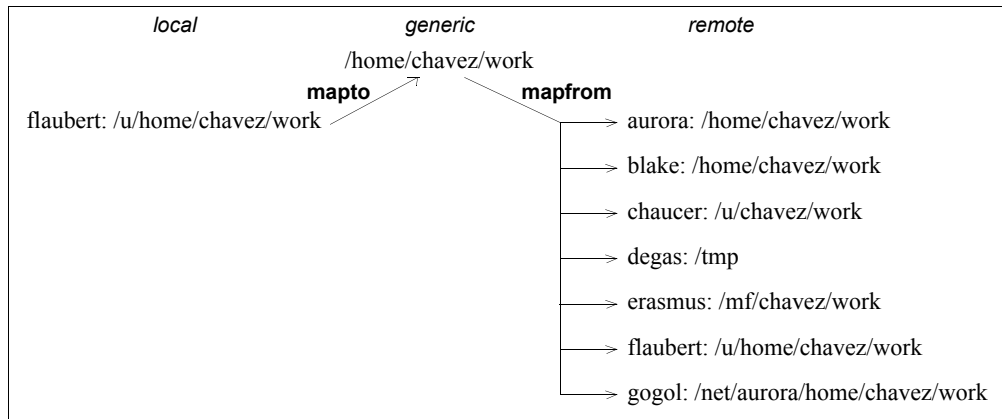 local generic remote
/home/chavez/work
mapto mapfrom
flaubert: /u/home/chavez/work
aurora: /home/chavez/work
blake: /home/chavez/work
chaucer: /u/chavez/work
degas: /tmp
erasmus: /mf/chavez/work
flaubert: /u/home/chavez/work
gogol: /net/aurora/home/chavez/work